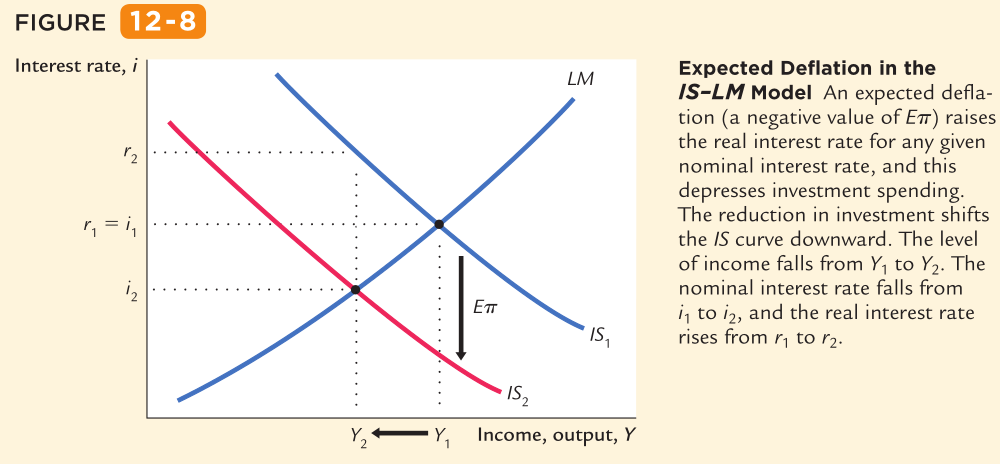 FIGURE 12-8
Interest rate, i
LM
r2
r1 = i1
i2
Eπ
IS1
IS2
Y2
Y1
Income, output, Y
Expected Deflation in the
IS–LM Model An expected defla-
tion (a negative value of Eπ) raises
the real interest rate for any given
nominal interest rate, and this
depresses investment spending.
The reduction in investment shifts
the IS curve downward. The level
of income falls from Y1 to Y2. The
nominal interest rate falls from
i1 to i2, and the real interest rate
rises from r1 to r2.